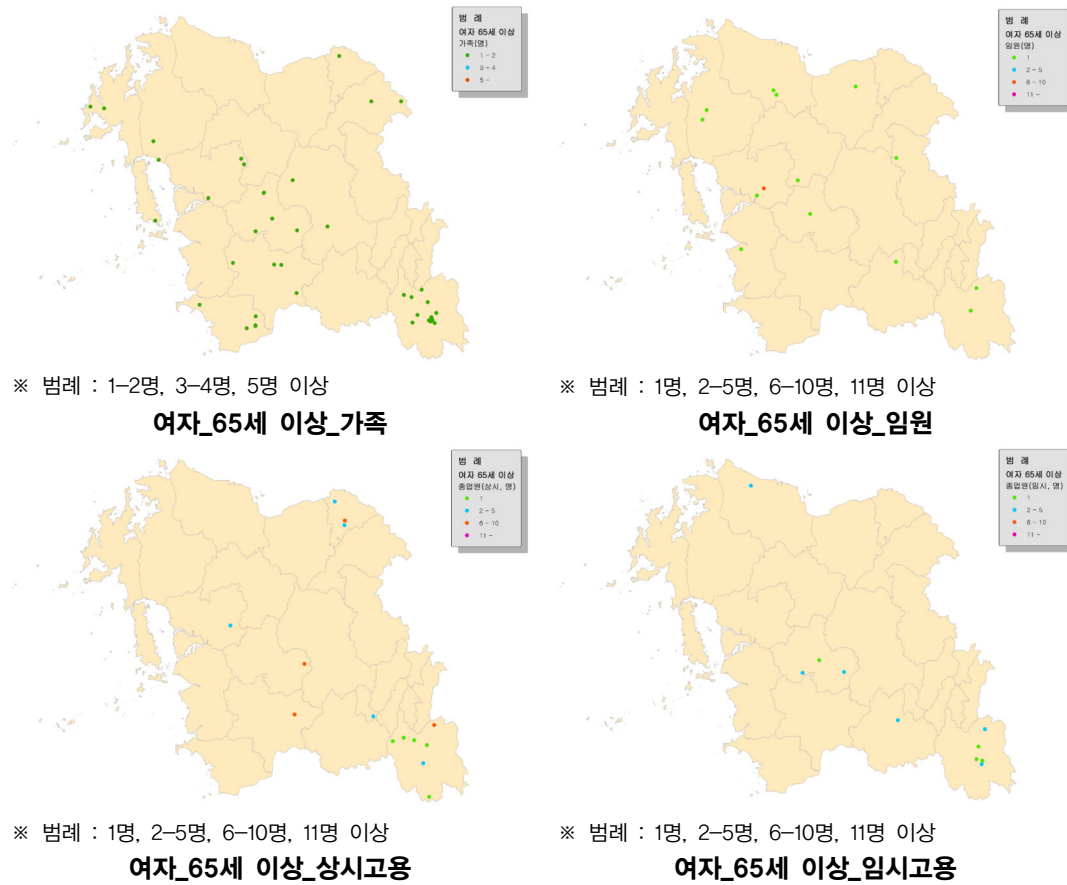 범 례
여자 65세 이상
가족(명)
1 - 2
3 - 4
5 -
※ 범례 : 1-2명, 3-4명, 5명 이상
여자_65세 이상_가족
범 례
여자 65세 이상
임원(명)
1
2 ~ 5
6 - 10
11 ~
※ 범례 : 1명, 2-5명, 6-10명, 11명 이상
여자_65세 이상_임원
범 례
여자 65세 이상
종업원(상시, 명)
1
2 ~ 5
6 - 10
11 ~
※ 범례 : 1명, 2-5명, 6-10명, 11명 이상
여자_65세 이상_상시고용
범 례
여자 65세 이상
종업원(임시, 명)
1
2 ~ 5
6 - 10
11 ~
※ 범례 : 1명, 2-5명, 6-10명, 11명 이상
여자_65세 이상_임시고용